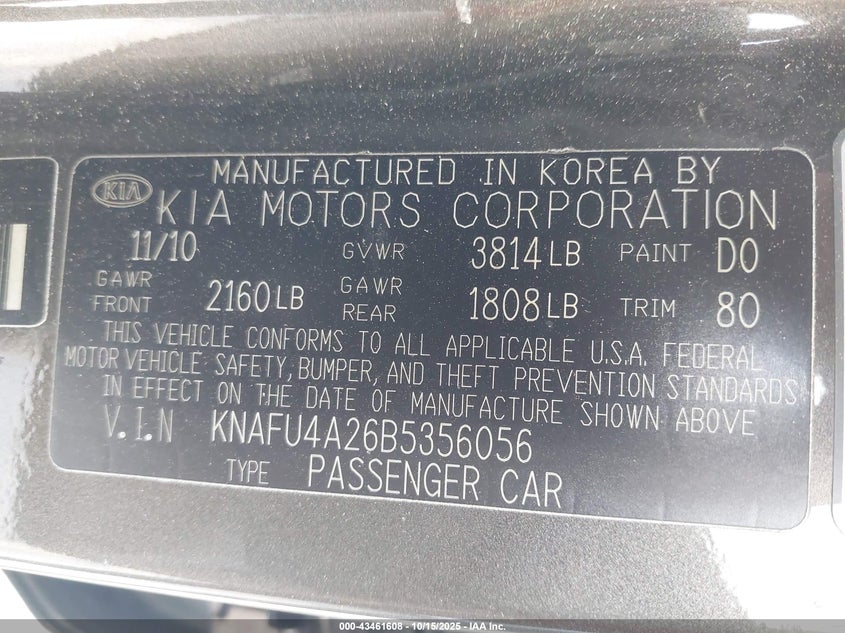 MANUFACTURED IN KOREA BY
KIA KIA MOTORS CORPORATION
11/10 GVWR 3814LB PAINT D0
GAWR FRONT 2160LB GAWR REAR 1808LB TRIM 80
THIS VEHICLE CONFORMS TO ALL APPLICABLE U.S.A. FEDERAL
MOTOR VEHICLE SAFETY, BUMPER, AND THEFT PREVENTION STANDARDS
IN EFFECT ON THE DATE OF MANUFACTURE SHOWN ABOVE
V.I.N KNAFU4A26B5356056
TYPE PASSENGER CAR
000-43461608 - 10/15/2025 - IAA Inc.